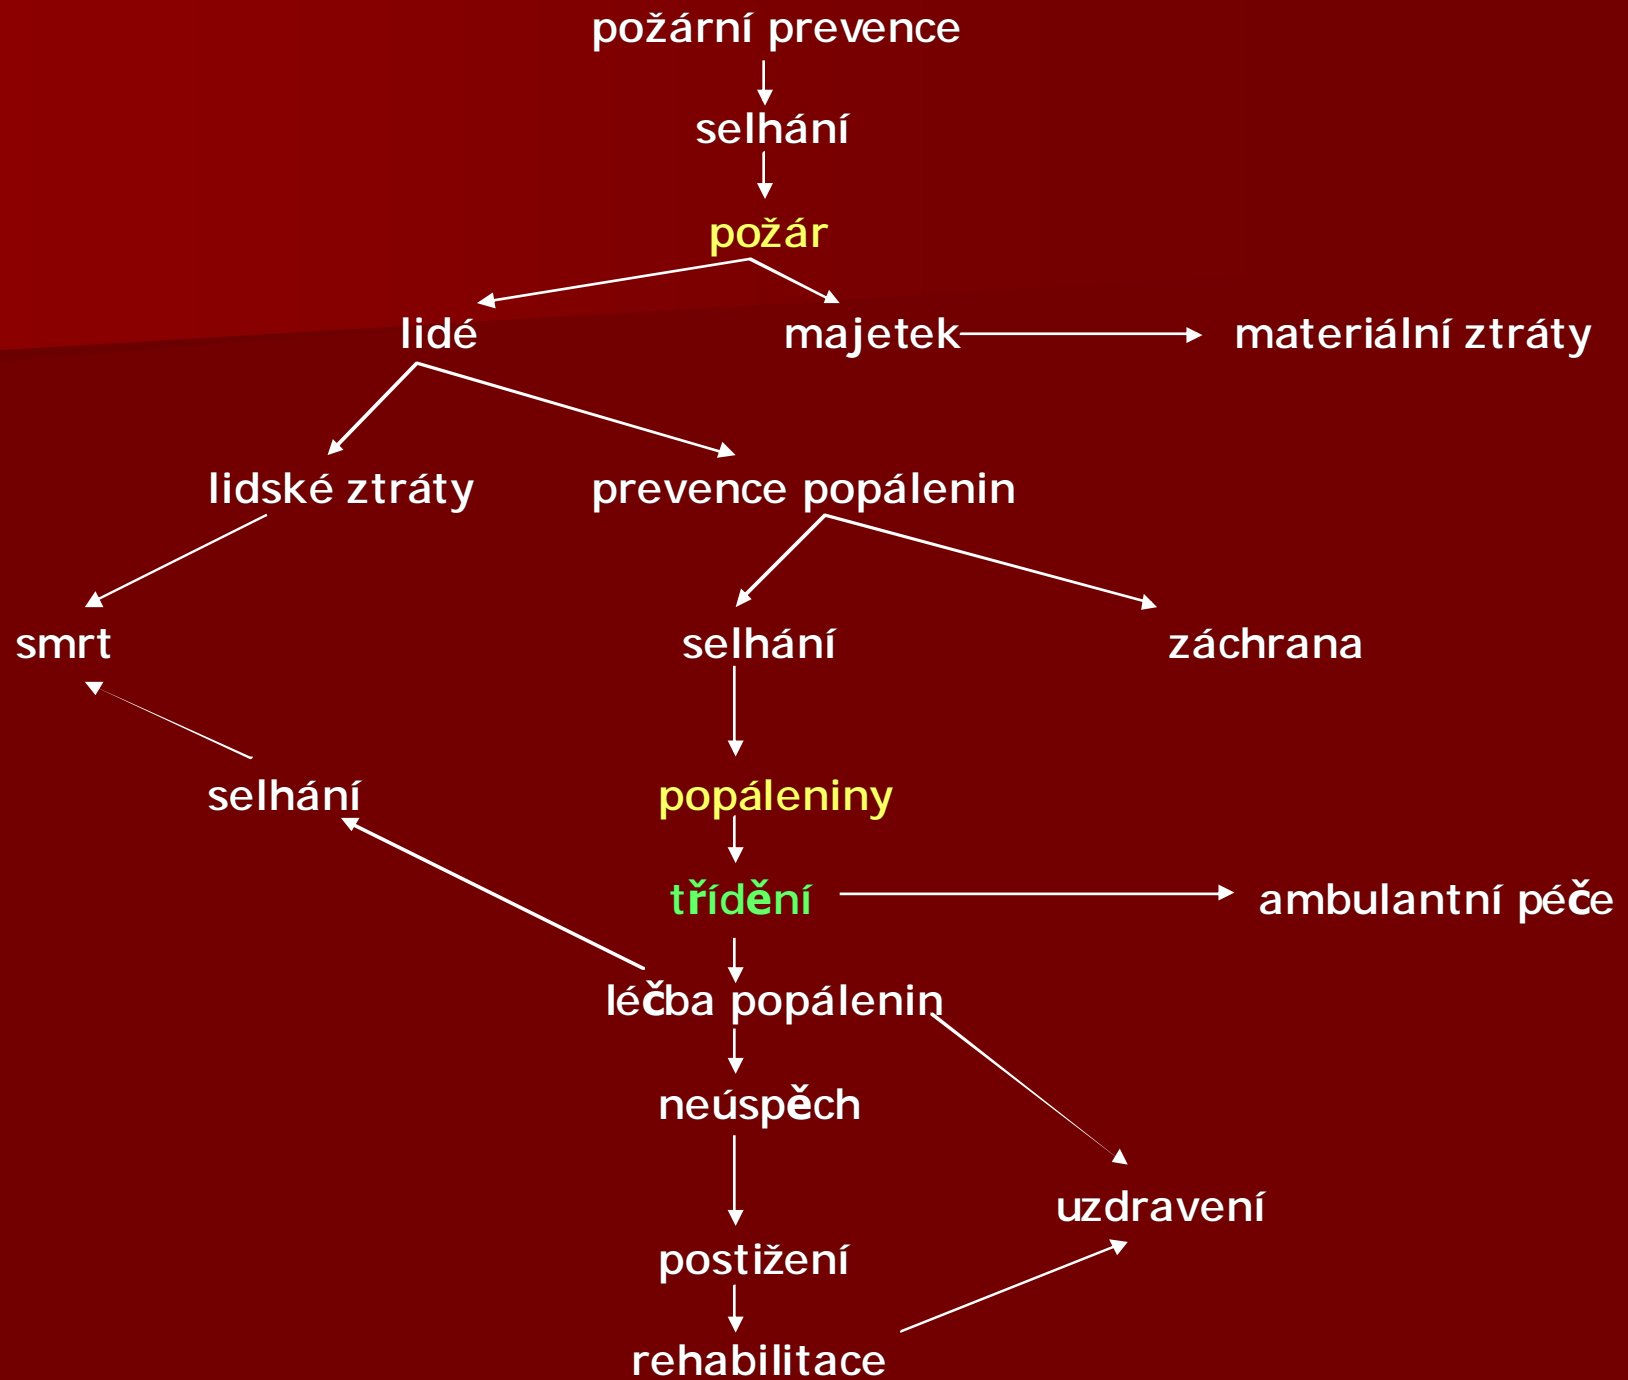 požární prevence
selhání
požár
lidé
majetek
materiální ztráty
lidské ztráty
prevence popálenin
smrt
selhání
záchrana
selhání
popáleniny
třídění
ambulantní péče
léčba popálenin
neúspěch
uzdravení
postižení
rehabilitace